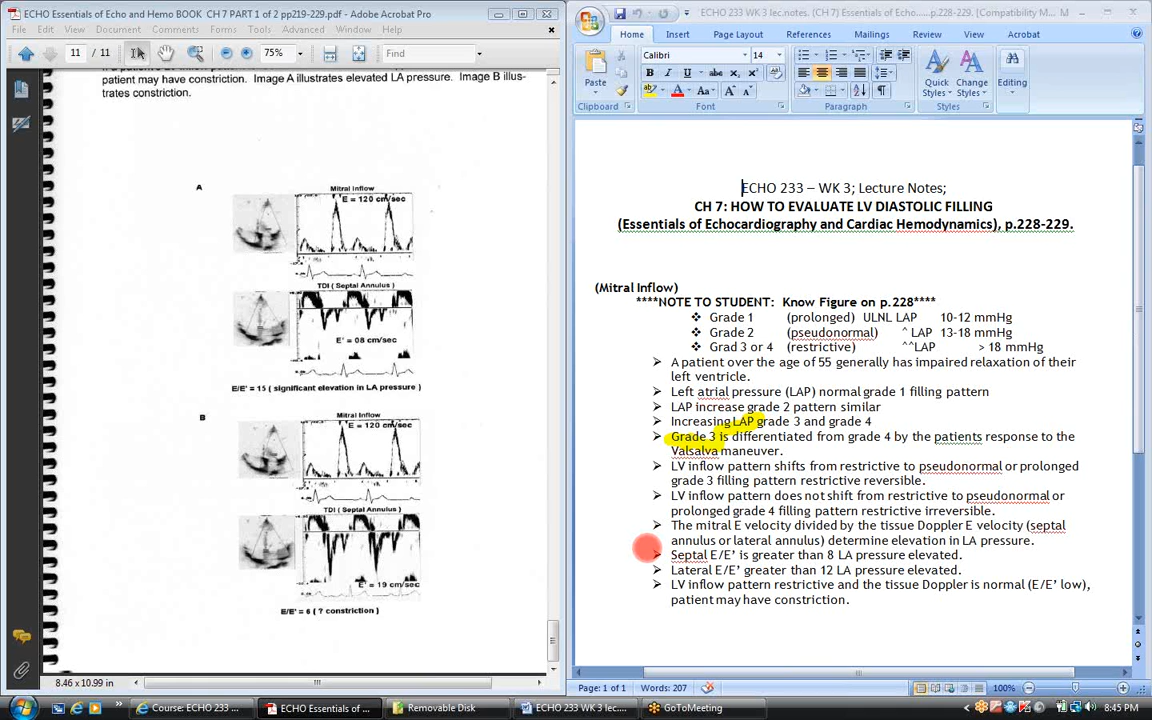 ECHO Essentials of Echo and Hemo BOOK CH 7 PART 1 of 2 pp219-229.pdf - Adobe Acrobat Pro
File Edit View Document Comments Forms Tools Advanced Window Help
11 / 11 75% Find
patient may have constriction. Image A illustrates elevated LA pressure. Image B illus-
trates constriction.
A
Mitral Inflow
E = 120 cm/sec
TDI ( Septal Annulus )
E' = 08 cm/sec
E/E' = 15 ( significant elevation in LA pressure )
B
Mitral Inflow
E = 120 cm/sec
TDI ( Septal Annulus )
E' = 19 cm/sec
E/E' = 6 ( ? constriction )
8.46 x 10.99 in
ECHO 233 WK 3 lec.notes. (CH 7) Essentials of Echo......p.228-229. [Compatibility M...
Home Insert Page Layout References Mailings Review View Acrobat
Calibri 14
Paste
Quick Styles
Change Styles
Editing
Clipboard Font Paragraph Styles
ECHO 233 – WK 3; Lecture Notes;
CH 7: HOW TO EVALUATE LV DIASTOLIC FILLING
(Essentials of Echocardiography and Cardiac Hemodynamics), p.228-229.
(Mitral Inflow)
****NOTE TO STUDENT: Know Figure on p.228****
❖ Grade 1 (prolonged) ULNL LAP 10-12 mmHg
❖ Grade 2 (pseudonormal) ^ LAP 13-18 mmHg
❖ Grad 3 or 4 (restrictive) ^^LAP > 18 mmHg
➢ A patient over the age of 55 generally has impaired relaxation of their
left ventricle.
➢ Left atrial pressure (LAP) normal grade 1 filling pattern
➢ LAP increase grade 2 pattern similar
➢ Increasing LAP grade 3 and grade 4
➢ Grade 3 is differentiated from grade 4 by the patients response to the
Valsalva maneuver.
➢ LV inflow pattern shifts from restrictive to pseudonormal or prolonged
grade 3 filling pattern restrictive reversible.
➢ LV inflow pattern does not shift from restrictive to pseudonormal or
prolonged grade 4 filling pattern restrictive irreversible.
➢ The mitral E velocity divided by the tissue Doppler E velocity (septal
annulus or lateral annulus) determine elevation in LA pressure.
➢ Septal E/E' is greater than 8 LA pressure elevated.
➢ Lateral E/E' greater than 12 LA pressure elevated.
➢ LV inflow pattern restrictive and the tissue Doppler is normal (E/E' low),
patient may have constriction.
Page: 1 of 1 Words: 207 100%
Course: ECHO 233 ... ECHO Essentials of ... Removable Disk ECHO 233 WK 3 lec... GoToMeeting 8:45 PM